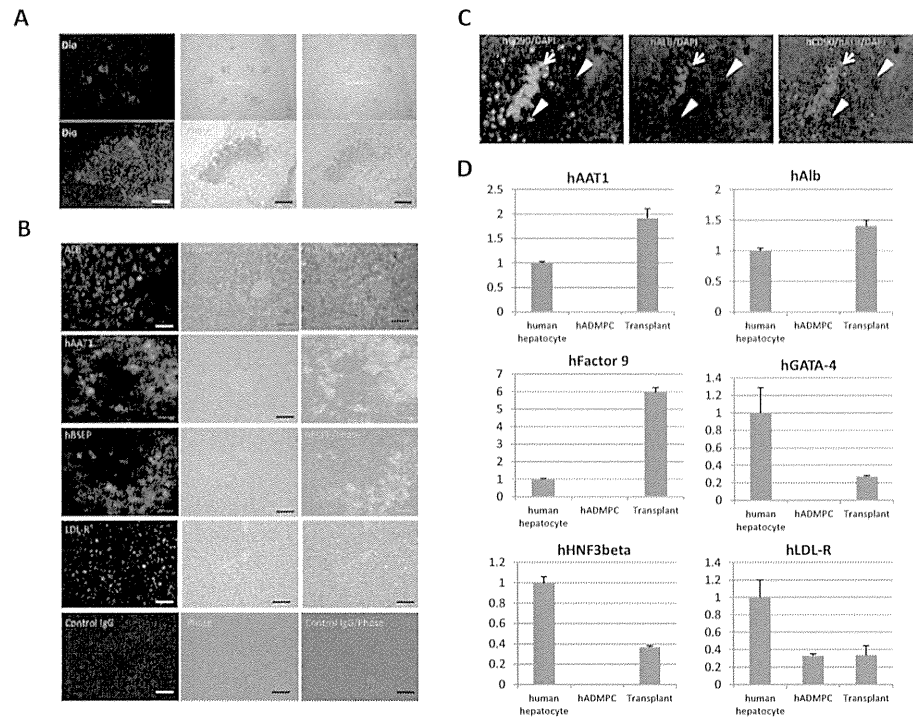 A
DiO
DiO
B
ALB
hAAT1
hBSEP
LDL-R
Control IgG
Phase
Control IgG/Phase
C
hCD90/DAPI
hALB/DAPI
D
hAAT1
2.5
2
1.5
1
0.5
0
human
hepatocyte
hADMPC
Transplant
hAlb
2
1.5
1
0.5
0
human
hepatocyte
hADMPC
Transplant
hFactor 9
7
6
5
4
3
2
1
0
human
hepatocyte
hADMPC
Transplant
hGATA-4
1.4
1.2
1
0.8
0.6
0.4
0.2
0
human
hepatocyte
hADMPC
Transplant
hHNF3beta
1.2
1
0.8
0.6
0.4
0.2
0
human
hepatocyte
hADMPC
Transplant
hLDL-R
1.4
1.2
1
0.8
0.6
0.4
0.2
0
human
hepatocyte
hADMPC
Transplant